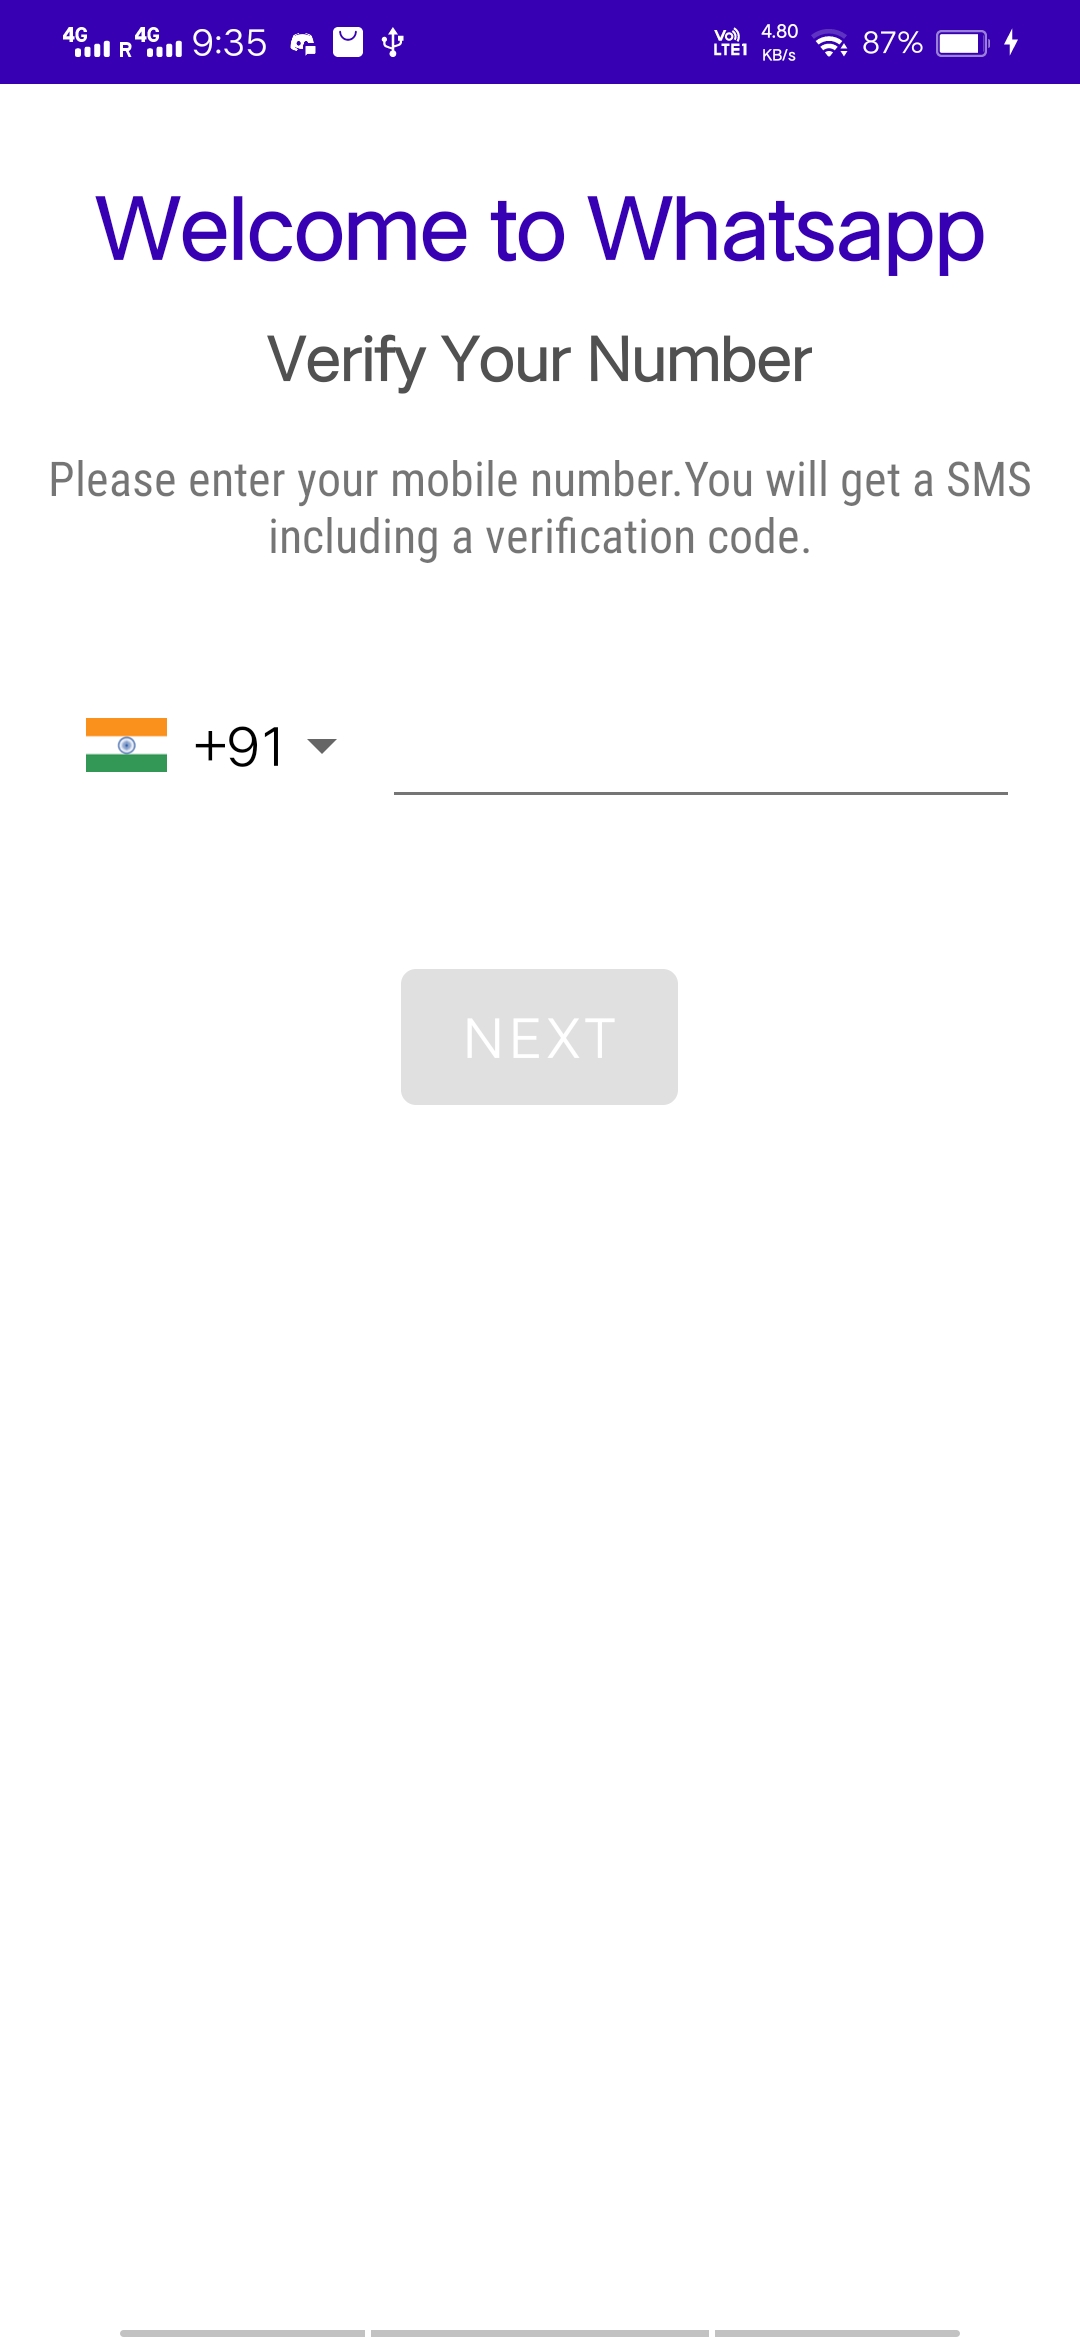 4G R 4G 9:35 Vo) LTE1 4.80 KB/s 87%
Welcome to Whatsapp
Verify Your Number
Please enter your mobile number.You will get a SMS
including a verification code.
+91
NEXT